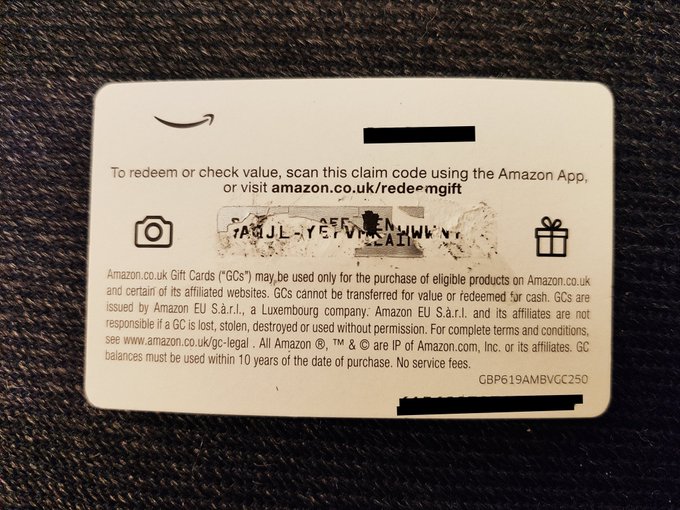 To redeem or check value, scan this claim code using the Amazon App,
or visit amazon.co.uk/redeemgift
Amazon.co.uk Gift Cards ("GCs") may be used only for the purchase of eligible products on Amazon.co.uk
and certain of its affiliated websites. GCs cannot be transferred for value or redeemed for cash. GCs are
issued by Amazon EU S.à.r.l., a Luxembourg company. Amazon EU S.à.r.l. and its affiliates are not
responsible if a GC is lost, stolen, destroyed or used without permission. For complete terms and conditions,
see www.amazon.co.uk/gc-legal . All Amazon ®, ™ & © are IP of Amazon.com, Inc. or its affiliates. GC
balances must be used within 10 years of the date of purchase. No service fees.
GBP619AMBVGC250